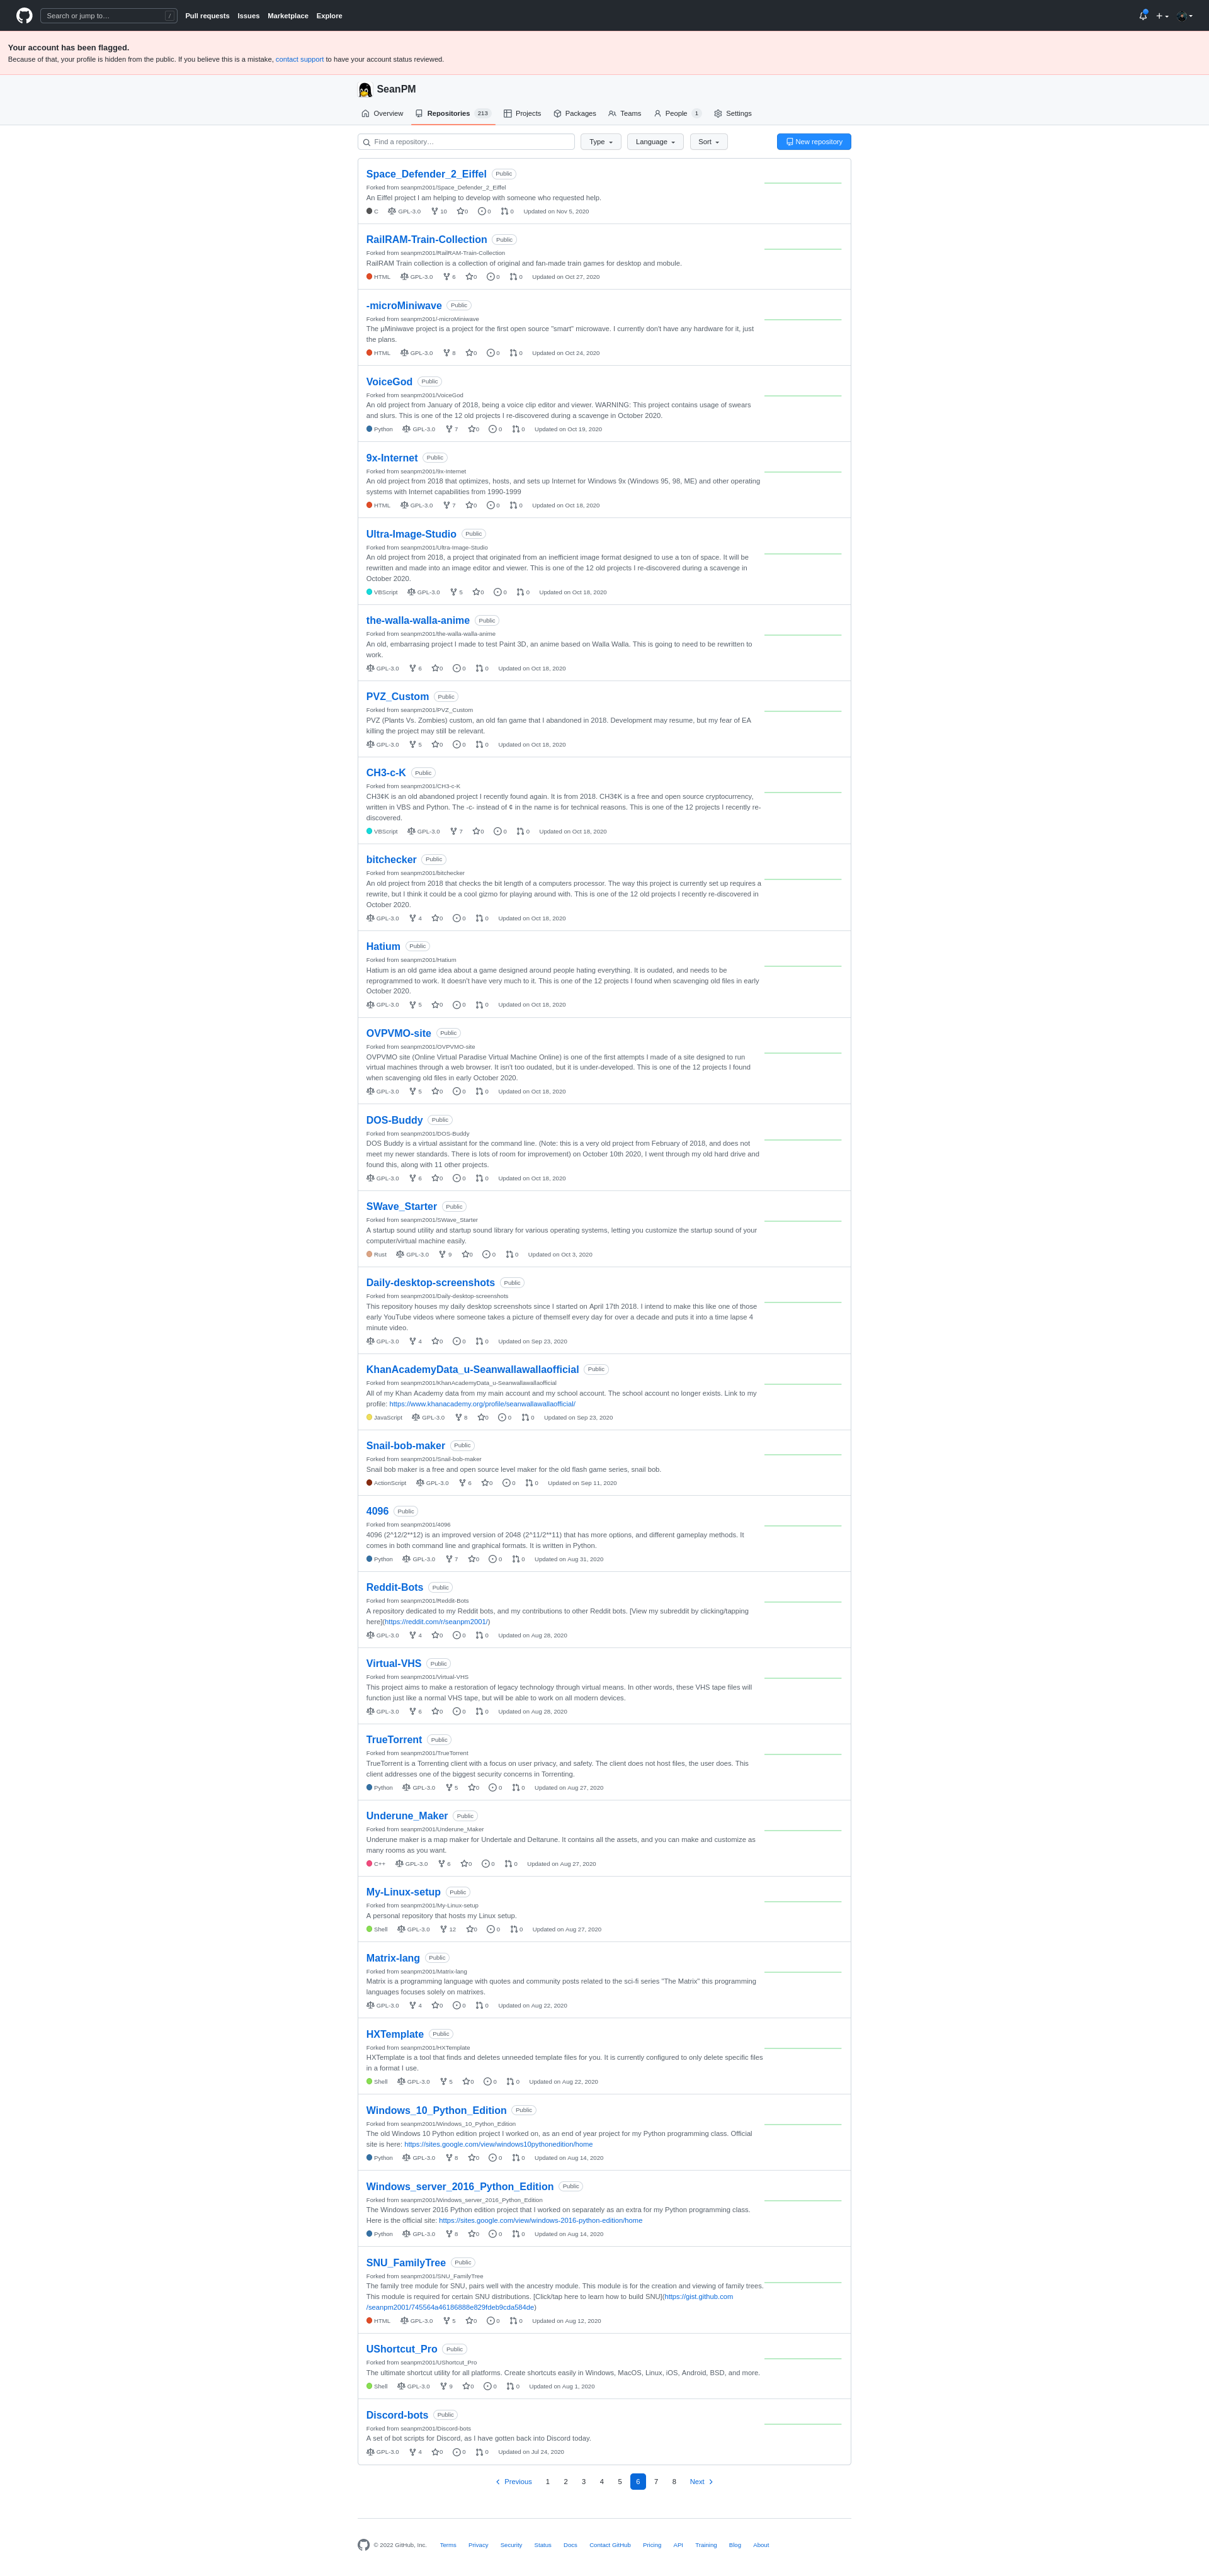 Search or jump to… /
Pull requests Issues Marketplace Explore
Your account has been flagged.
Because of that, your profile is hidden from the public. If you believe this is a mistake, contact support to have your account status reviewed.
SeanPM
Overview Repositories 213 Projects Packages Teams People 1 Settings
Find a repository… Type Language Sort New repository
Space_Defender_2_Eiffel Public
Forked from seanpm2001/Space_Defender_2_Eiffel
An Eiffel project I am helping to develop with someone who requested help.
C GPL-3.0 10 0 0 0 Updated on Nov 5, 2020
RailRAM-Train-Collection Public
Forked from seanpm2001/RailRAM-Train-Collection
RailRAM Train collection is a collection of original and fan-made train games for desktop and mobule.
HTML GPL-3.0 6 0 0 0 Updated on Oct 27, 2020
-microMiniwave Public
Forked from seanpm2001/-microMiniwave
The μMiniwave project is a project for the first open source "smart" microwave. I currently don't have any hardware for it, just
the plans.
HTML GPL-3.0 8 0 0 0 Updated on Oct 24, 2020
VoiceGod Public
Forked from seanpm2001/VoiceGod
An old project from January of 2018, being a voice clip editor and viewer. WARNING: This project contains usage of swears
and slurs. This is one of the 12 old projects I re-discovered during a scavenge in October 2020.
Python GPL-3.0 7 0 0 0 Updated on Oct 19, 2020
9x-Internet Public
Forked from seanpm2001/9x-Internet
An old project from 2018 that optimizes, hosts, and sets up Internet for Windows 9x (Windows 95, 98, ME) and other operating
systems with Internet capabilities from 1990-1999
HTML GPL-3.0 7 0 0 0 Updated on Oct 18, 2020
Ultra-Image-Studio Public
Forked from seanpm2001/Ultra-Image-Studio
An old project from 2018, a project that originated from an inefficient image format designed to use a ton of space. It will be
rewritten and made into an image editor and viewer. This is one of the 12 old projects I re-discovered during a scavenge in
October 2020.
VBScript GPL-3.0 5 0 0 0 Updated on Oct 18, 2020
the-walla-walla-anime Public
Forked from seanpm2001/the-walla-walla-anime
An old, embarrasing project I made to test Paint 3D, an anime based on Walla Walla. This is going to need to be rewritten to
work.
GPL-3.0 6 0 0 0 Updated on Oct 18, 2020
PVZ_Custom Public
Forked from seanpm2001/PVZ_Custom
PVZ (Plants Vs. Zombies) custom, an old fan game that I abandoned in 2018. Development may resume, but my fear of EA
killing the project may still be relevant.
GPL-3.0 5 0 0 0 Updated on Oct 18, 2020
CH3-c-K Public
Forked from seanpm2001/CH3-c-K
CH3¢K is an old abandoned project I recently found again. It is from 2018. CH3¢K is a free and open source cryptocurrency,
written in VBS and Python. The -c- instead of ¢ in the name is for technical reasons. This is one of the 12 projects I recently re-
discovered.
VBScript GPL-3.0 7 0 0 0 Updated on Oct 18, 2020
bitchecker Public
Forked from seanpm2001/bitchecker
An old project from 2018 that checks the bit length of a computers processor. The way this project is currently set up requires a
rewrite, but I think it could be a cool gizmo for playing around with. This is one of the 12 old projects I recently re-discovered in
October 2020.
GPL-3.0 4 0 0 0 Updated on Oct 18, 2020
Hatium Public
Forked from seanpm2001/Hatium
Hatium is an old game idea about a game designed around people hating everything. It is oudated, and needs to be
reprogrammed to work. It doesn't have very much to it. This is one of the 12 projects I found when scavenging old files in early
October 2020.
GPL-3.0 5 0 0 0 Updated on Oct 18, 2020
OVPVMO-site Public
Forked from seanpm2001/OVPVMO-site
OVPVMO site (Online Virtual Paradise Virtual Machine Online) is one of the first attempts I made of a site designed to run
virtual machines through a web browser. It isn't too oudated, but it is under-developed. This is one of the 12 projects I found
when scavenging old files in early October 2020.
GPL-3.0 5 0 0 0 Updated on Oct 18, 2020
DOS-Buddy Public
Forked from seanpm2001/DOS-Buddy
DOS Buddy is a virtual assistant for the command line. (Note: this is a very old project from February of 2018, and does not
meet my newer standards. There is lots of room for improvement) on October 10th 2020, I went through my old hard drive and
found this, along with 11 other projects.
GPL-3.0 6 0 0 0 Updated on Oct 18, 2020
SWave_Starter Public
Forked from seanpm2001/SWave_Starter
A startup sound utility and startup sound library for various operating systems, letting you customize the startup sound of your
computer/virtual machine easily.
Rust GPL-3.0 9 0 0 0 Updated on Oct 3, 2020
Daily-desktop-screenshots Public
Forked from seanpm2001/Daily-desktop-screenshots
This repository houses my daily desktop screenshots since I started on April 17th 2018. I intend to make this like one of those
early YouTube videos where someone takes a picture of themself every day for over a decade and puts it into a time lapse 4
minute video.
GPL-3.0 4 0 0 0 Updated on Sep 23, 2020
KhanAcademyData_u-Seanwallawallaofficial Public
Forked from seanpm2001/KhanAcademyData_u-Seanwallawallaofficial
All of my Khan Academy data from my main account and my school account. The school account no longer exists. Link to my
profile: https://www.khanacademy.org/profile/seanwallawallaofficial/
JavaScript GPL-3.0 8 0 0 0 Updated on Sep 23, 2020
Snail-bob-maker Public
Forked from seanpm2001/Snail-bob-maker
Snail bob maker is a free and open source level maker for the old flash game series, snail bob.
ActionScript GPL-3.0 6 0 0 0 Updated on Sep 11, 2020
4096 Public
Forked from seanpm2001/4096
4096 (2^12/2**12) is an improved version of 2048 (2^11/2**11) that has more options, and different gameplay methods. It
comes in both command line and graphical formats. It is written in Python.
Python GPL-3.0 7 0 0 0 Updated on Aug 31, 2020
Reddit-Bots Public
Forked from seanpm2001/Reddit-Bots
A repository dedicated to my Reddit bots, and my contributions to other Reddit bots. [View my subreddit by clicking/tapping
here](https://reddit.com/r/seanpm2001/)
GPL-3.0 4 0 0 0 Updated on Aug 28, 2020
Virtual-VHS Public
Forked from seanpm2001/Virtual-VHS
This project aims to make a restoration of legacy technology through virtual means. In other words, these VHS tape files will
function just like a normal VHS tape, but will be able to work on all modern devices.
GPL-3.0 6 0 0 0 Updated on Aug 28, 2020
TrueTorrent Public
Forked from seanpm2001/TrueTorrent
TrueTorrent is a Torrenting client with a focus on user privacy, and safety. The client does not host files, the user does. This
client addresses one of the biggest security concerns in Torrenting.
Python GPL-3.0 5 0 0 0 Updated on Aug 27, 2020
Underune_Maker Public
Forked from seanpm2001/Underune_Maker
Underune maker is a map maker for Undertale and Deltarune. It contains all the assets, and you can make and customize as
many rooms as you want.
C++ GPL-3.0 6 0 0 0 Updated on Aug 27, 2020
My-Linux-setup Public
Forked from seanpm2001/My-Linux-setup
A personal repository that hosts my Linux setup.
Shell GPL-3.0 12 0 0 0 Updated on Aug 27, 2020
Matrix-lang Public
Forked from seanpm2001/Matrix-lang
Matrix is a programming language with quotes and community posts related to the sci-fi series "The Matrix" this programming
languages focuses solely on matrixes.
GPL-3.0 4 0 0 0 Updated on Aug 22, 2020
HXTemplate Public
Forked from seanpm2001/HXTemplate
HXTemplate is a tool that finds and deletes unneeded template files for you. It is currently configured to only delete specific files
in a format I use.
Shell GPL-3.0 5 0 0 0 Updated on Aug 22, 2020
Windows_10_Python_Edition Public
Forked from seanpm2001/Windows_10_Python_Edition
The old Windows 10 Python edition project I worked on, as an end of year project for my Python programming class. Official
site is here: https://sites.google.com/view/windows10pythonedition/home
Python GPL-3.0 8 0 0 0 Updated on Aug 14, 2020
Windows_server_2016_Python_Edition Public
Forked from seanpm2001/Windows_server_2016_Python_Edition
The Windows server 2016 Python edition project that I worked on separately as an extra for my Python programming class.
Here is the official site: https://sites.google.com/view/windows-2016-python-edition/home
Python GPL-3.0 8 0 0 0 Updated on Aug 14, 2020
SNU_FamilyTree Public
Forked from seanpm2001/SNU_FamilyTree
The family tree module for SNU, pairs well with the ancestry module. This module is for the creation and viewing of family trees.
This module is required for certain SNU distributions. [Click/tap here to learn how to build SNU](https://gist.github.com
/seanpm2001/745564a46186888e829fdeb9cda584de)
HTML GPL-3.0 5 0 0 0 Updated on Aug 12, 2020
UShortcut_Pro Public
Forked from seanpm2001/UShortcut_Pro
The ultimate shortcut utility for all platforms. Create shortcuts easily in Windows, MacOS, Linux, iOS, Android, BSD, and more.
Shell GPL-3.0 9 0 0 0 Updated on Aug 1, 2020
Discord-bots Public
Forked from seanpm2001/Discord-bots
A set of bot scripts for Discord, as I have gotten back into Discord today.
GPL-3.0 4 0 0 0 Updated on Jul 24, 2020
Previous 1 2 3 4 5 6 7 8 Next
© 2022 GitHub, Inc. Terms Privacy Security Status Docs Contact GitHub Pricing API Training Blog About